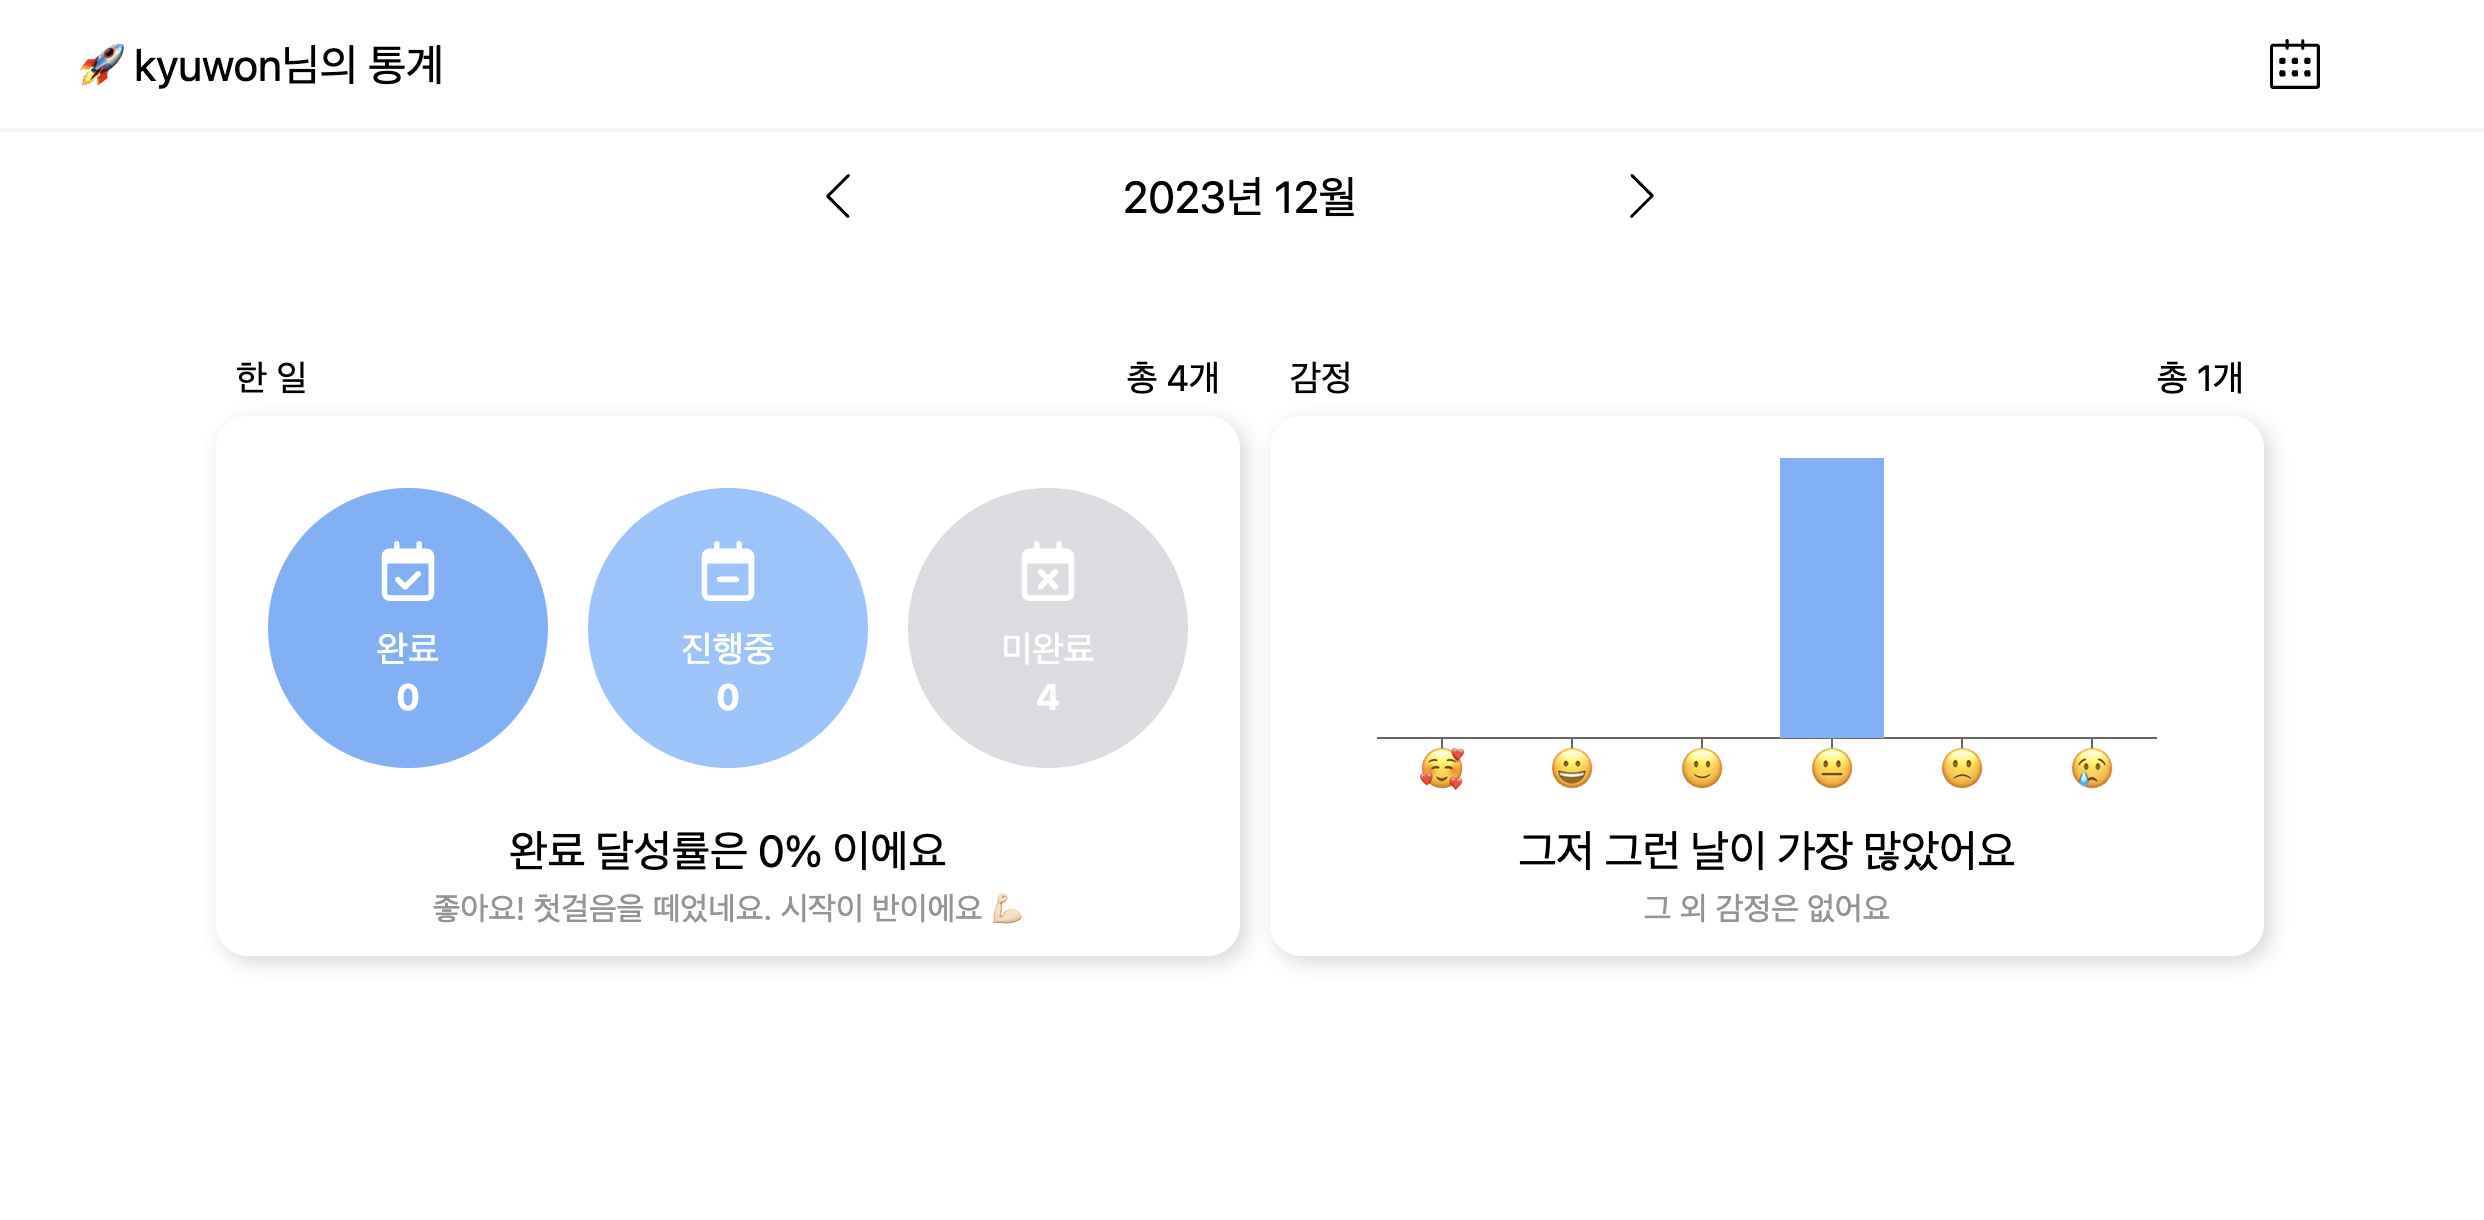 🚀 kyuwon님의 통계
2023년 12월
한 일
총 4개
완료
0
진행중
0
미완료
4
완료 달성률은 0% 이에요
좋아요! 첫걸음을 떼었네요. 시작이 반이에요 💪🏻
감정
총 1개
🥰 😀 🙂 😐 🙁 😢
그저 그런 날이 가장 많았어요
그 외 감정은 없어요